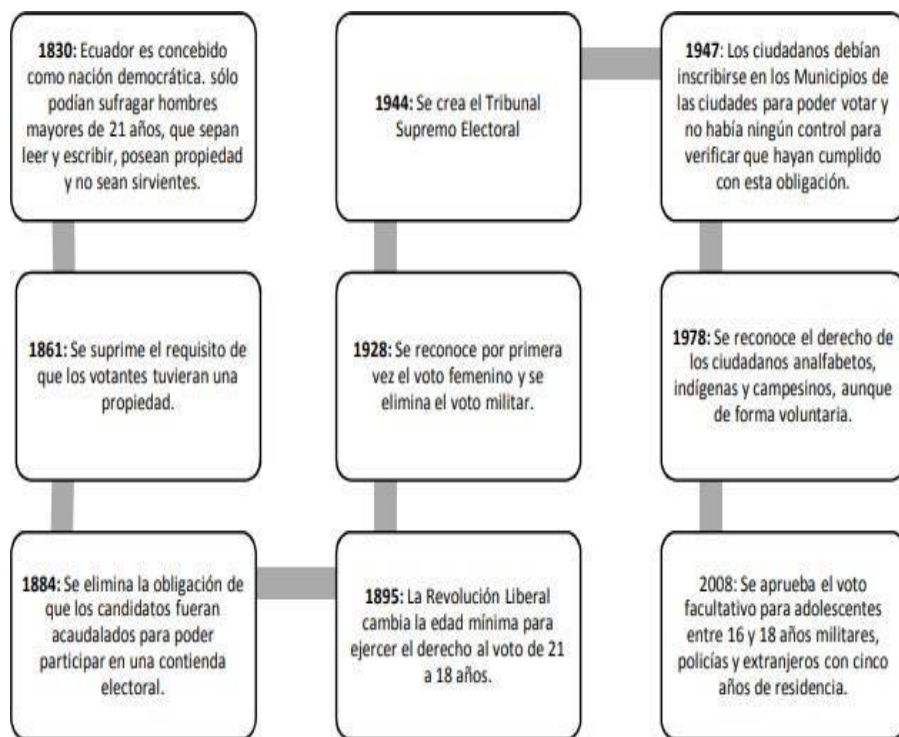 1830: Ecuador es concebido
como nación democrática. sólo
podían sufragar hombres
mayores de 21 años, que sepan
leer y escribir, posean propiedad
y no sean sirvientes.
1861: Se suprime el requisito de
que los votantes tuvieran una
propiedad.
1884: Se elimina la obligación de
que los candidatos fueran
acaudalados para poder
participar en una contienda
electoral.
1895: La Revolución Liberal
cambia la edad mínima para
ejercer el derecho al voto de 21
a 18 años.
1928: Se reconoce por primera
vez el voto femenino y se
elimina el voto militar.
1944: Se crea el Tribunal
Supremo Electoral
1947: Los ciudadanos debían
inscribirse en los Municipios de
las ciudades para poder votar y
no había ningún control para
verificar que hayan cumplido
con esta obligación.
1978: Se reconoce el derecho de
los ciudadanos analfabetos,
indígenas y campesinos, aunque
de forma voluntaria.
2008: Se aprueba el voto
facultativo para adolescentes
entre 16 y 18 años militares,
policías y extranjeros con cinco
años de residencia.